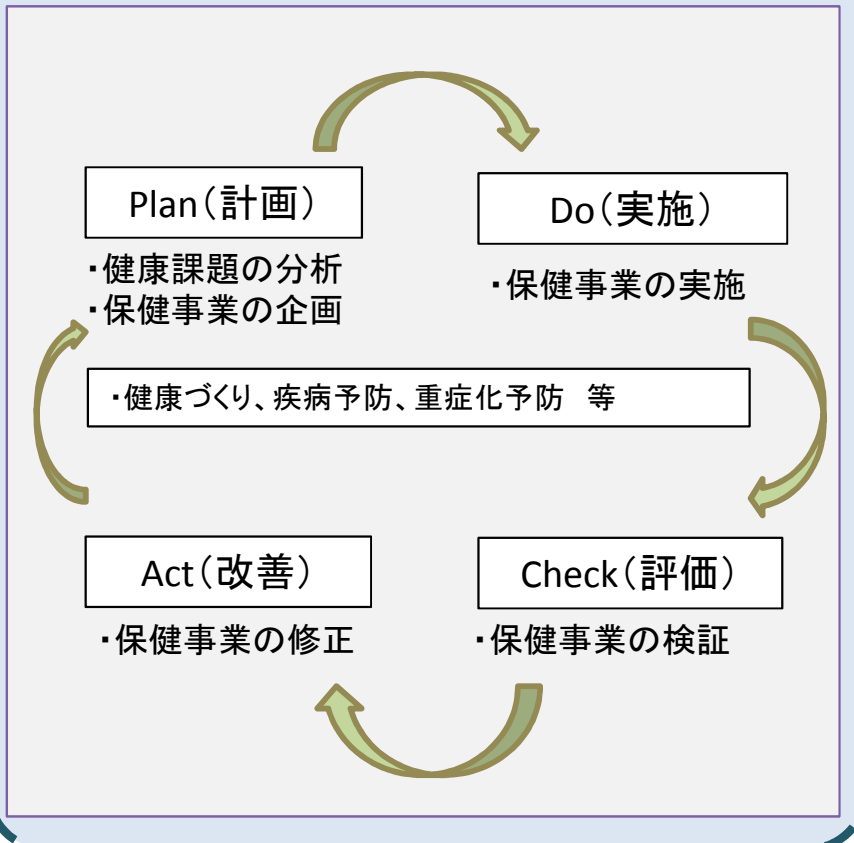 Plan(計画)
・健康課題の分析
・保健事業の企画
Do(実施)
・保健事業の実施
・健康づくり、疾病予防、重症化予防　等
Act(改善)
・保健事業の修正
Check(評価)
・保健事業の検証